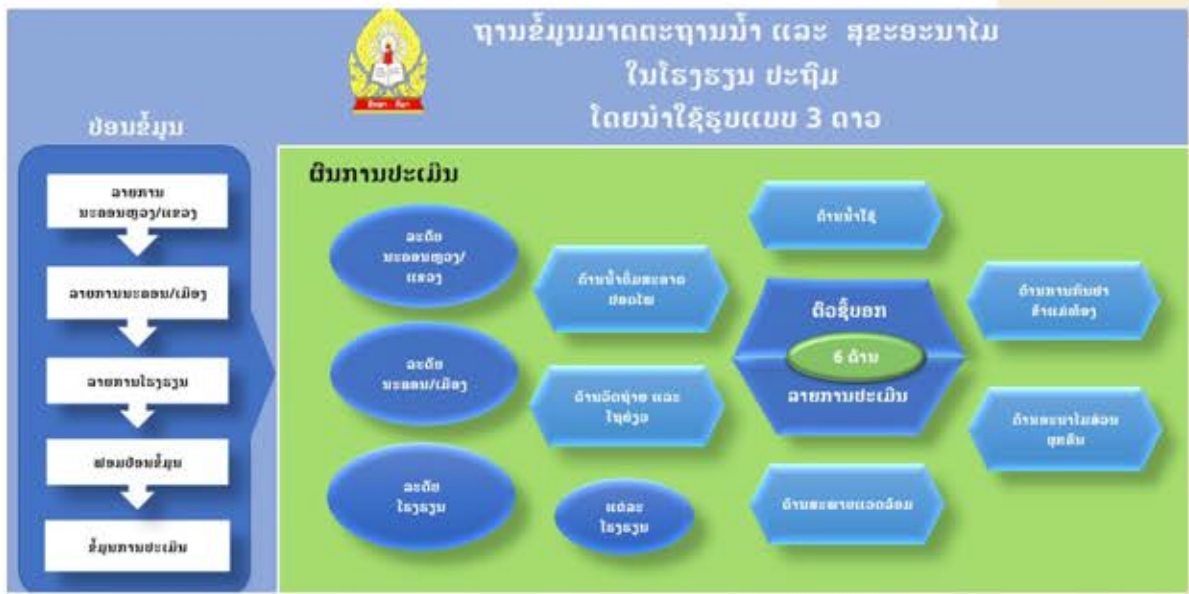 ຖານຂໍ້ມູນມາດຕະຖານນ້ຳ ແລະ ສຸຂະອະນາໄມ
ໃນໂຮງຮຽນ ປະຖົມ
ໂດຍນຳໃຊ້ຮູບແບບ 3 ດາວ
ປ້ອນຂໍ້ມູນ
ລາຍການ
ນະຄອນຫຼວງ/ແຂວງ
ລາຍການນະຄອນ/ເມືອງ
ລາຍການໂຮງຮຽນ
ຟອມປ້ອນຂໍ້ມູນ
ຂໍ້ມູນການປະເມີນ
ຜົນການປະເມີນ
ລະດັບ
ນະຄອນຫຼວງ/
ແຂວງ
ລະດັບ
ນະຄອນ/ເມືອງ
ລະດັບ
ໂຮງຮຽນ
ດ້ານນ້ຳດື່ມສະອາດ
ປອດໄພ
ດ້ານວິດຖ່າຍ ແລະ
ໂຖຍ່ຽວ
ແຕ່ລະ
ໂຮງຮຽນ
ດ້ານນ້ຳໃຊ້
ຕົວຊີ້ບອກ
6 ດ້ານ
ລາຍການປະເມີນ
ດ້ານສະພາບແວດລ້ອມ
ດ້ານການກິນຢາ
ຂ້າແມ່ທ້ອງ
ດ້ານອະນາໄມສ່ວນ
ບຸກຄົນ